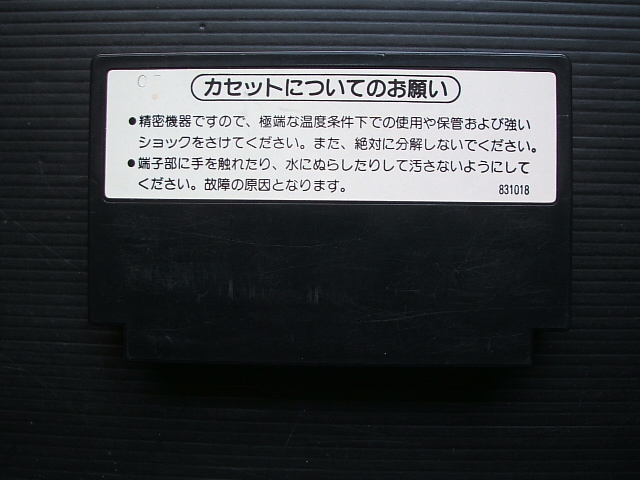 カセットについてのお願い
●精密機器ですので、極端な温度条件下での使用や保管および強い
ショックをさけてください。また、絶対に分解しないでください。
●端子部に手を触れたり、水にぬらしたりして汚さないようにして
ください。故障の原因となります。
831018